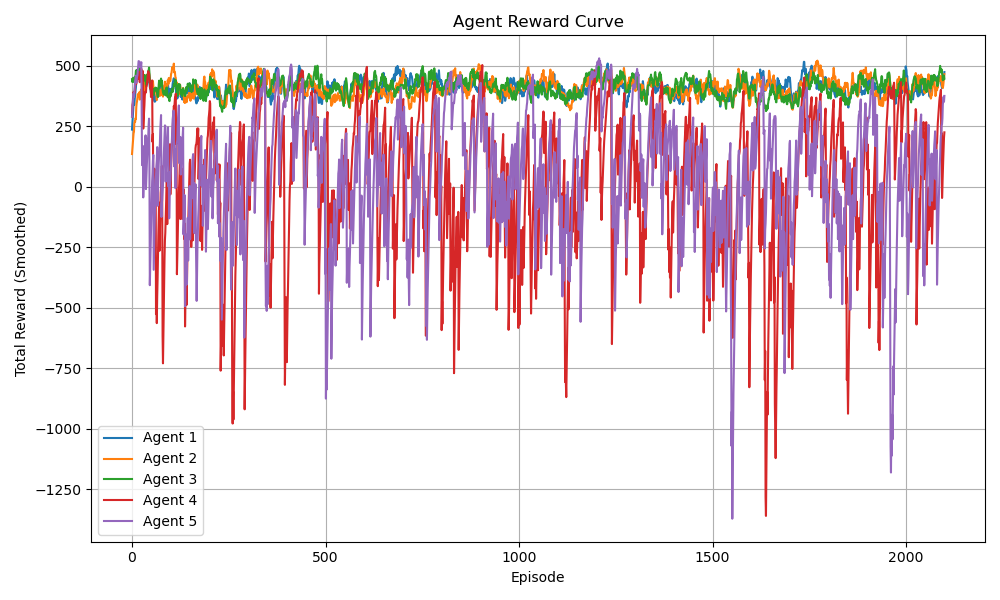 Agent Reward Curve
Total Reward (Smoothed)
500
250
0
−250
−500
−750
−1000
−1250
Agent 1
Agent 2
Agent 3
Agent 4
Agent 5
0 500 1000 1500 2000
Episode